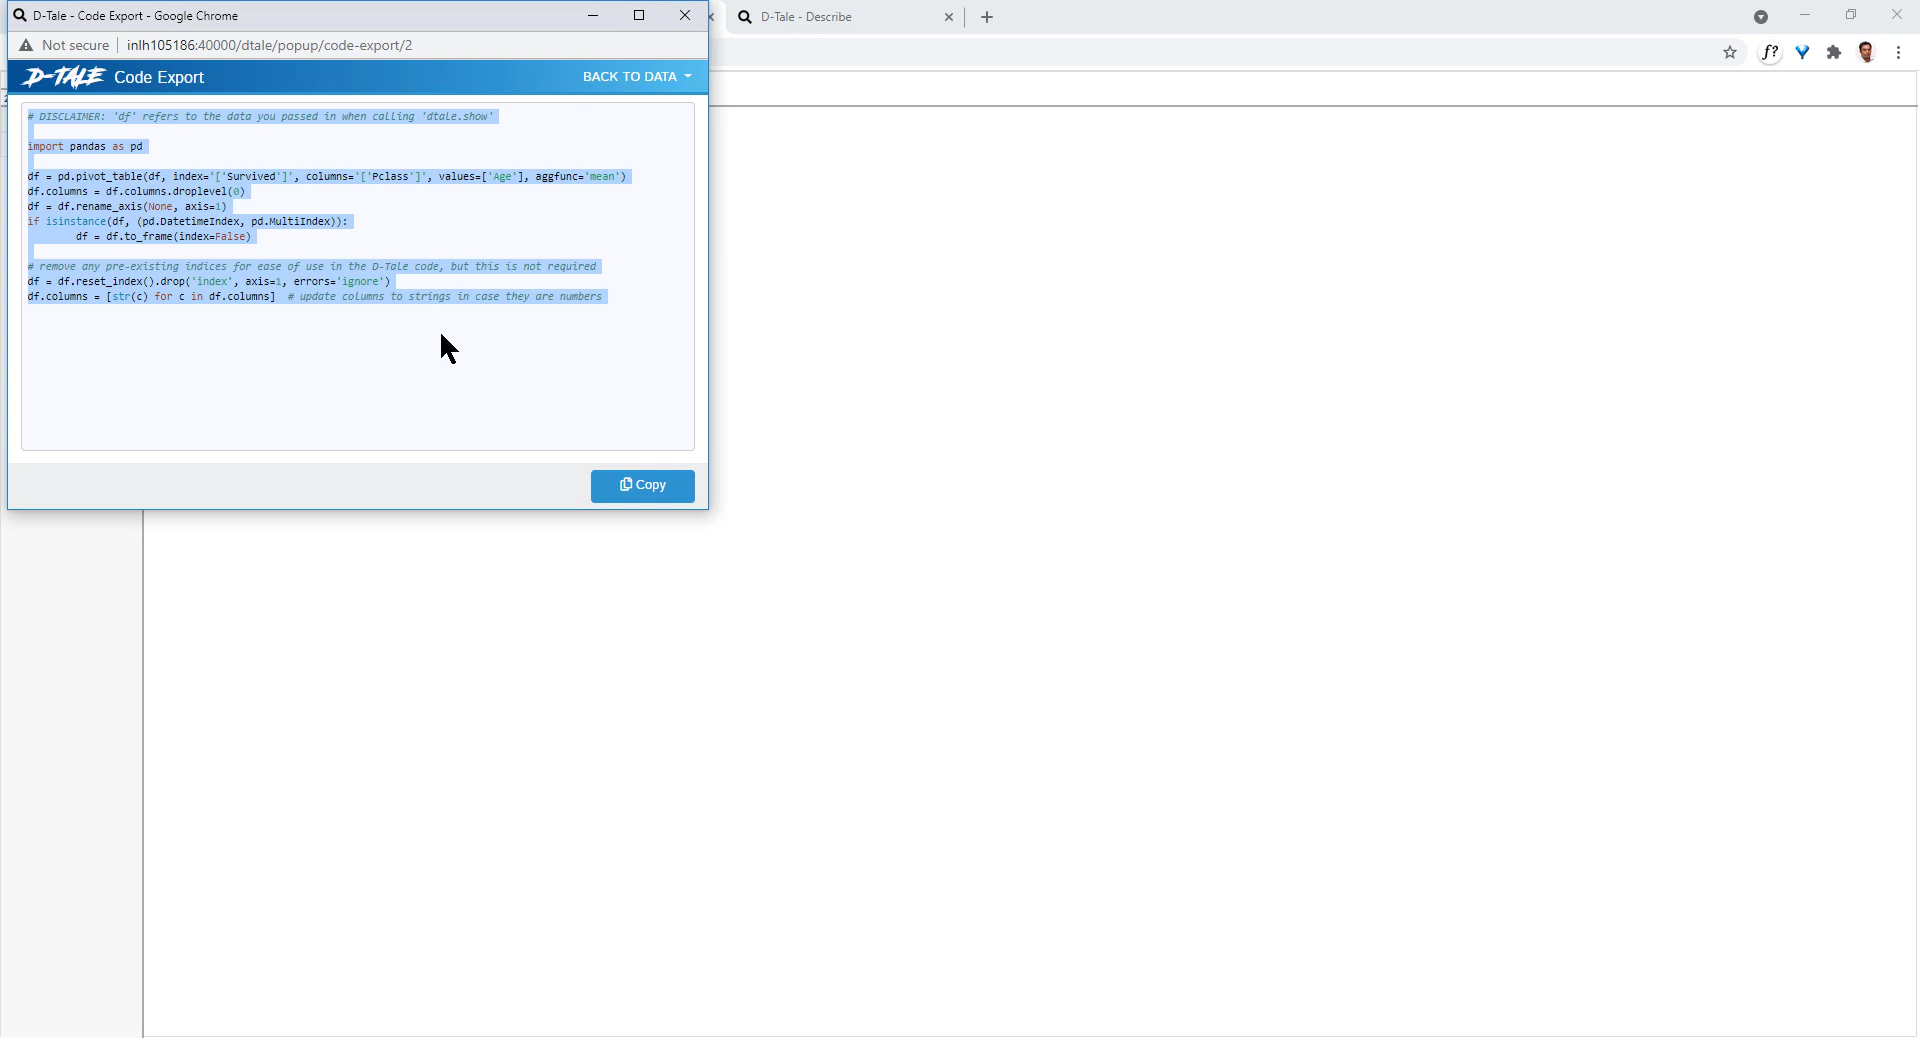 D-Tale - Code Export - Google Chrome
D-Tale - Describe
Not secure
inlh105186:40000/dtale/popup/code-export/2
f?
D-TALE Code Export
BACK TO DATA
# DISCLAIMER: 'df' refers to the data you passed in when calling 'dtale.show'
import pandas as pd
df = pd.pivot_table(df, index='['Survived']', columns='['Pclass']', values=['Age'], aggfunc='mean')
df.columns = df.columns.droplevel(0)
df = df.rename_axis(None, axis=1)
if isinstance(df, (pd.DatetimeIndex, pd.MultiIndex)):
df = df.to_frame(index=False)
# remove any pre-existing indices for ease of use in the D-Tale code, but this is not required
df = df.reset_index().drop('index', axis=1, errors='ignore')
df.columns = [str(c) for c in df.columns]  # update columns to strings in case they are numbers
Copy